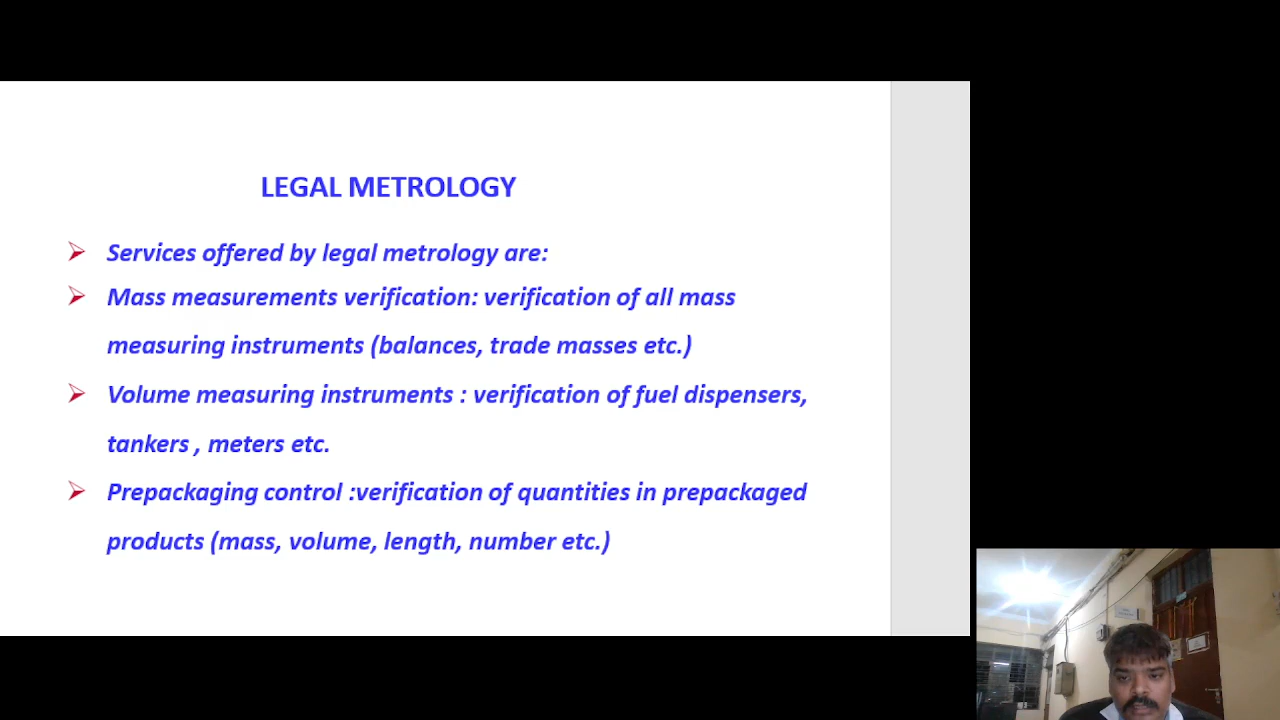 LEGAL METROLOGY
Services offered by legal metrology are:
Mass measurements verification: verification of all mass
measuring instruments (balances, trade masses etc.)
Volume measuring instruments : verification of fuel dispensers,
tankers , meters etc.
Prepackaging control :verification of quantities in prepackaged
products (mass, volume, length, number etc.)